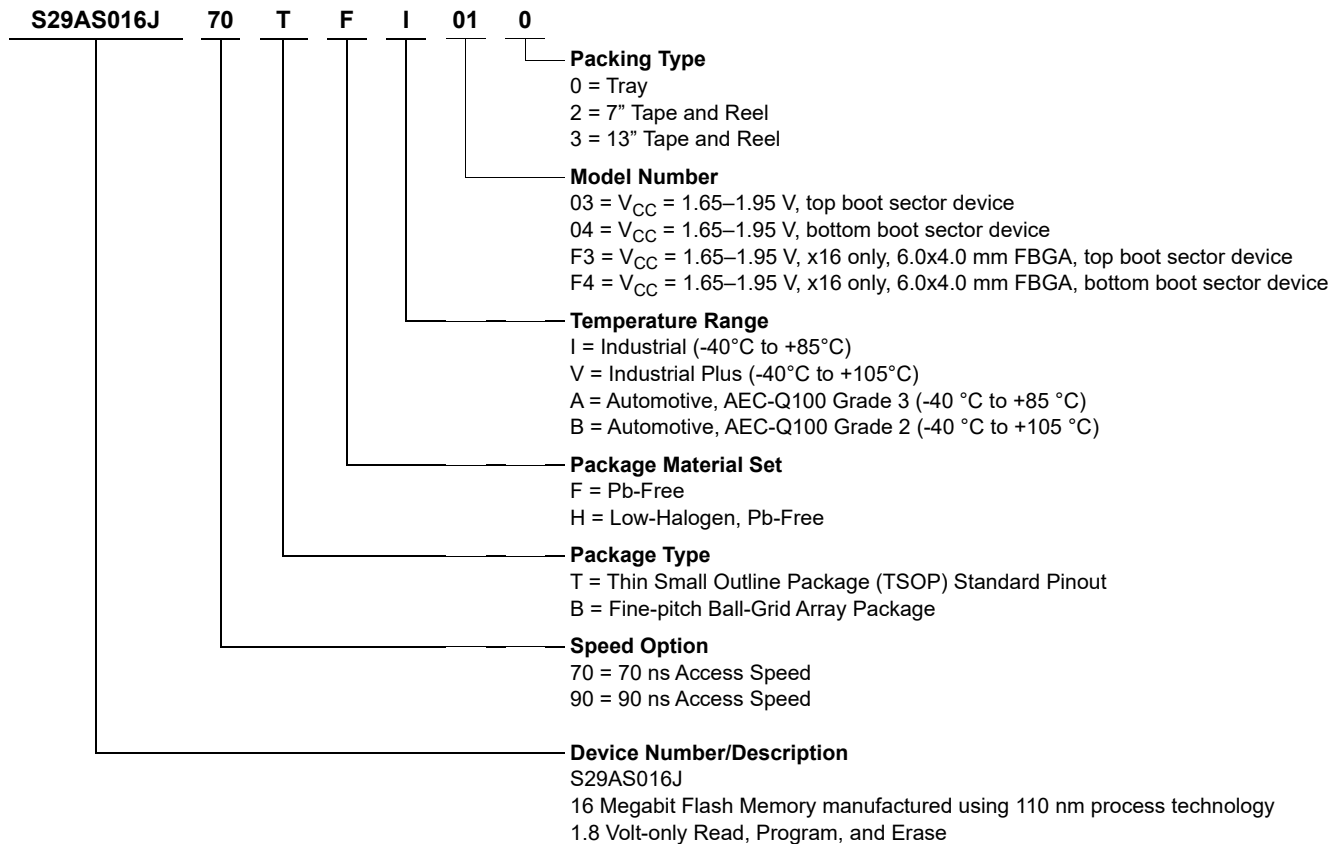 S29AS016J 70 T F I 01 0
Packing Type
0 = Tray
2 = 7” Tape and Reel
3 = 13” Tape and Reel
Model Number
03 = VCC = 1.65–1.95 V, top boot sector device
04 = VCC = 1.65–1.95 V, bottom boot sector device
F3 = VCC = 1.65–1.95 V, x16 only, 6.0x4.0 mm FBGA, top boot sector device
F4 = VCC = 1.65–1.95 V, x16 only, 6.0x4.0 mm FBGA, bottom boot sector device
Temperature Range
I = Industrial (-40°C to +85°C)
V = Industrial Plus (-40°C to +105°C)
A = Automotive, AEC-Q100 Grade 3 (-40 °C to +85 °C)
B = Automotive, AEC-Q100 Grade 2 (-40 °C to +105 °C)
Package Material Set
F = Pb-Free
H = Low-Halogen, Pb-Free
Package Type
T = Thin Small Outline Package (TSOP) Standard Pinout
B = Fine-pitch Ball-Grid Array Package
Speed Option
70 = 70 ns Access Speed
90 = 90 ns Access Speed
Device Number/Description
S29AS016J
16 Megabit Flash Memory manufactured using 110 nm process technology
1.8 Volt-only Read, Program, and Erase